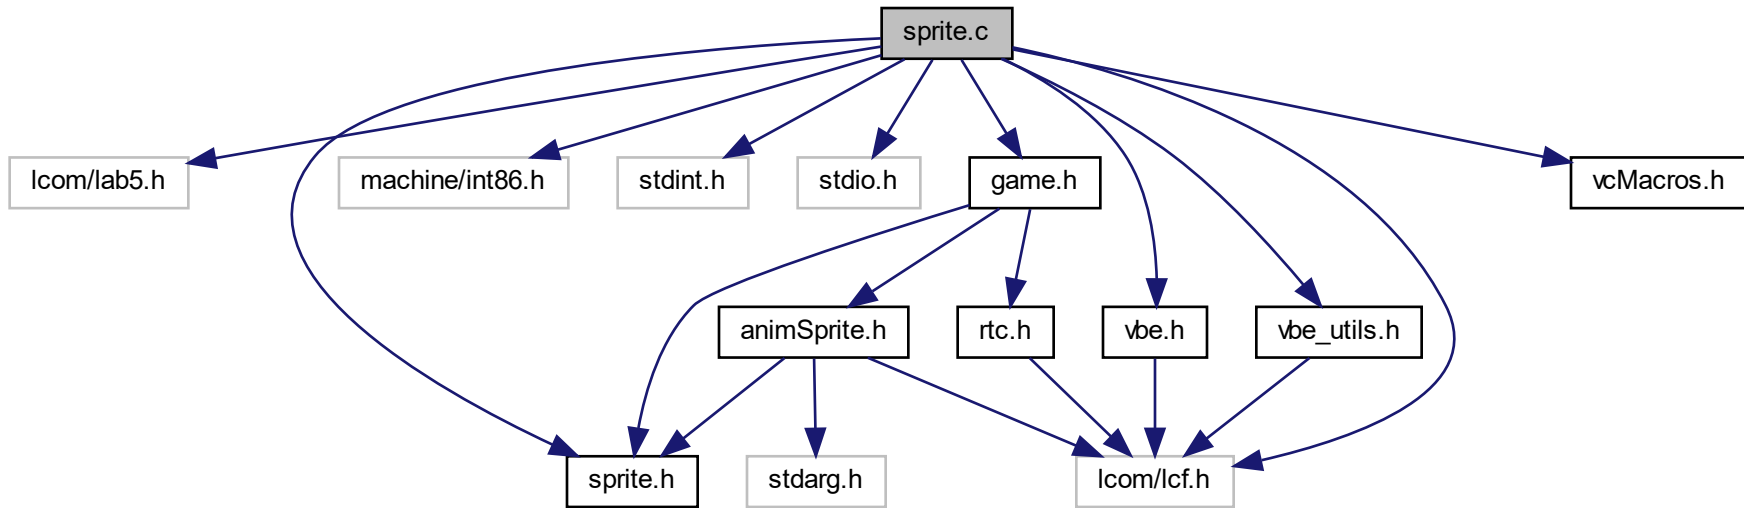 sprite.c
lcom/lab5.h
machine/int86.h
stdint.h
stdio.h
game.h
vcMacros.h
animSprite.h
rtc.h
vbe.h
vbe_utils.h
sprite.h
stdarg.h
lcom/lcf.h